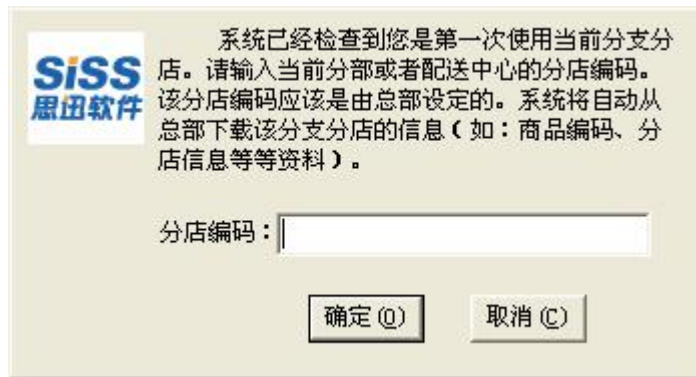 系统已经检查到您是第一次使用当前分支分
店。请输入当前分部或者配送中心的分店编码。
该分店编码应该是由总部设定的。系统将自动从
总部下载该分支分店的信息（如：商品编码、分
店信息等等资料）。
SiSS
思迅软件
分店编码：
确定(O) 取消(C)